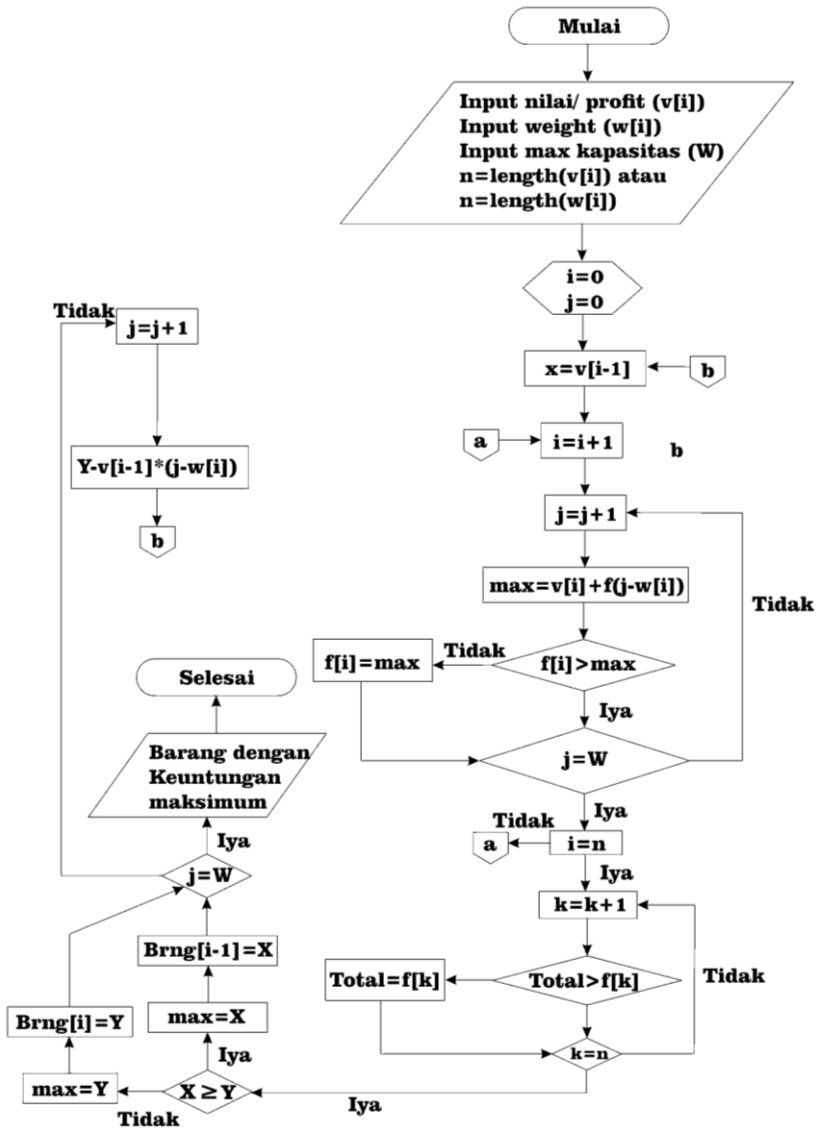 Mulai
Input nilai/ profit (v[i])
Input weight (w[i])
Input max kapasitas (W)
n=length(v[i]) atau
n=length(w[i])
i=0
j=0
x=v[i-1]
b
a
i=i+1
b
j=j+1
max=v[i]+f(j-w[i])
Tidak
f[i]>max
Tidak
f[i]=max
Iya
j=W
Iya
i=n
Tidak
a
Iya
k=k+1
Total>f[k]
Tidak
Total=f[k]
k=n
Iya
X ≥ Y
Tidak
max=Y
Brng[i]=Y
Iya
max=X
Brng[i-1]=X
j=W
Tidak
j=j+1
Y-v[i-1]*(j-w[i])
b
Iya
Barang dengan
Keuntungan
maksimum
Selesai